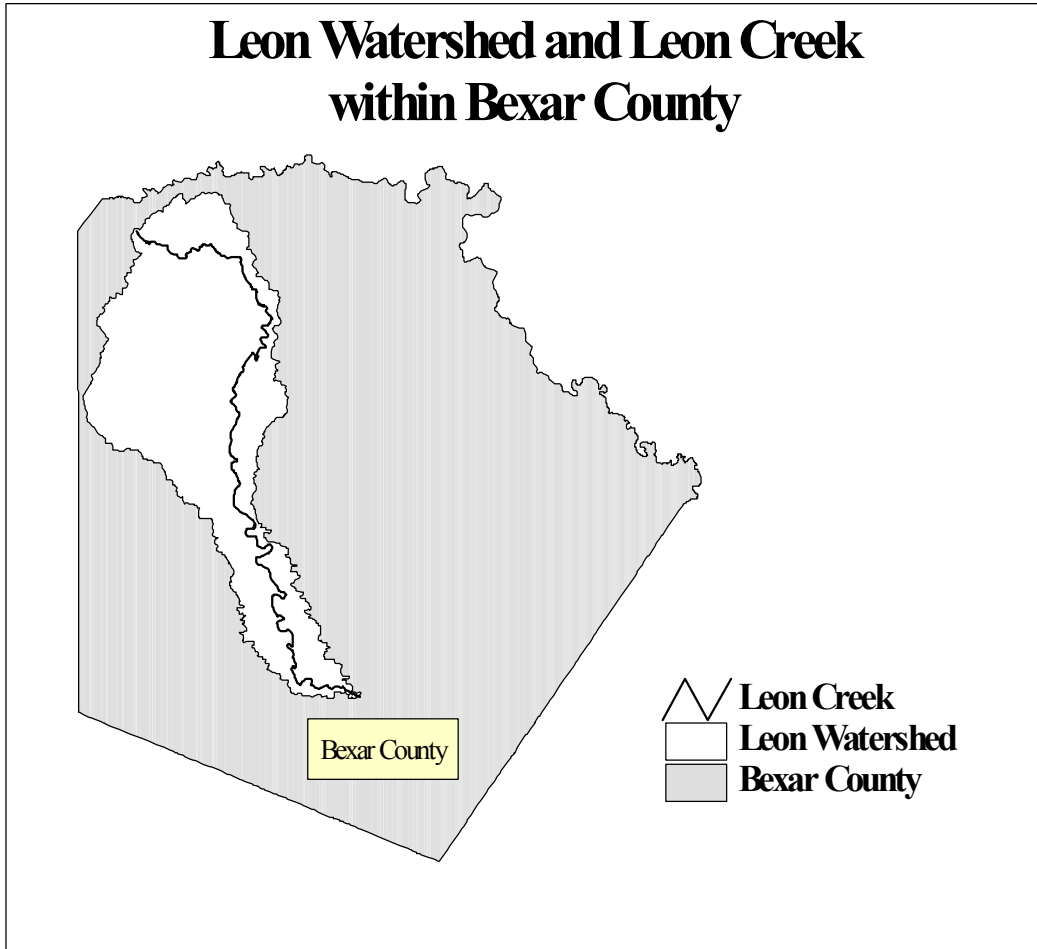 Leon Watershed and Leon Creek
within Bexar County
Bexar County
Leon Creek
Leon Watershed
Bexar County